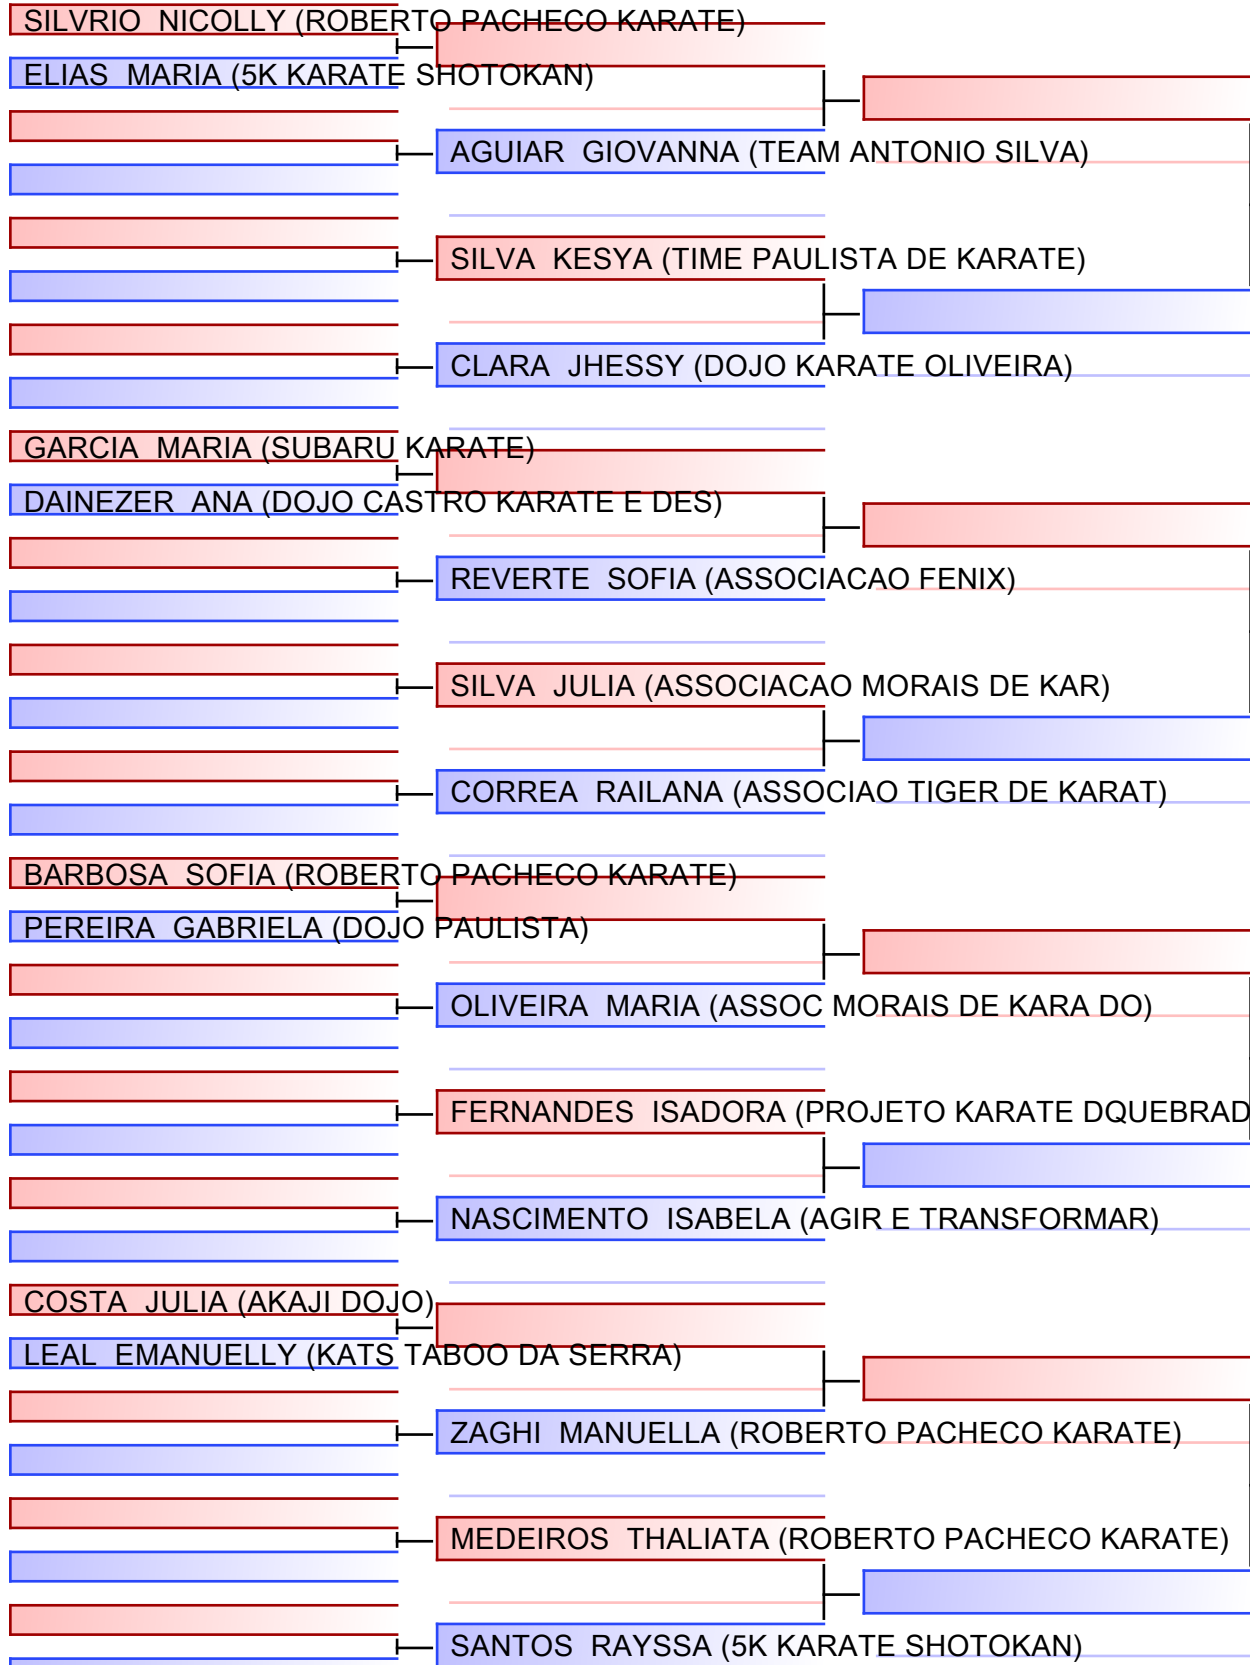 SILVRIO NICOLLY (ROBERTO PACHECO KARATE)
ELIAS MARIA (5K KARATE SHOTOKAN)
AGUIAR GIOVANNA (TEAM ANTONIO SILVA)
SILVA KESYA (TIME PAULISTA DE KARATE)
CLARA JHESSY (DOJO KARATE OLIVEIRA)
GARCIA MARIA (SUBARU KARATE)
DAINEZER ANA (DOJO CASTRO KARATE E DES)
REVERTE SOFIA (ASSOCIACAO FENIX)
SILVA JULIA (ASSOCIACAO MORAIS DE KAR)
CORREA RAILANA (ASSOCIAO TIGER DE KARAT)
BARBOSA SOFIA (ROBERTO PACHECO KARATE)
PEREIRA GABRIELA (DOJO PAULISTA)
OLIVEIRA MARIA (ASSOC MORAIS DE KARA DO)
FERNANDES ISADORA (PROJETO KARATE DQUEBRAD
NASCIMENTO ISABELA (AGIR E TRANSFORMAR)
COSTA JULIA (AKAJI DOJO)
LEAL EMANUELLY (KATS TABOO DA SERRA)
ZAGHI MANUELLA (ROBERTO PACHECO KARATE)
MEDEIROS THALIATA (ROBERTO PACHECO KARATE)
SANTOS RAYSSA (5K KARATE SHOTOKAN)